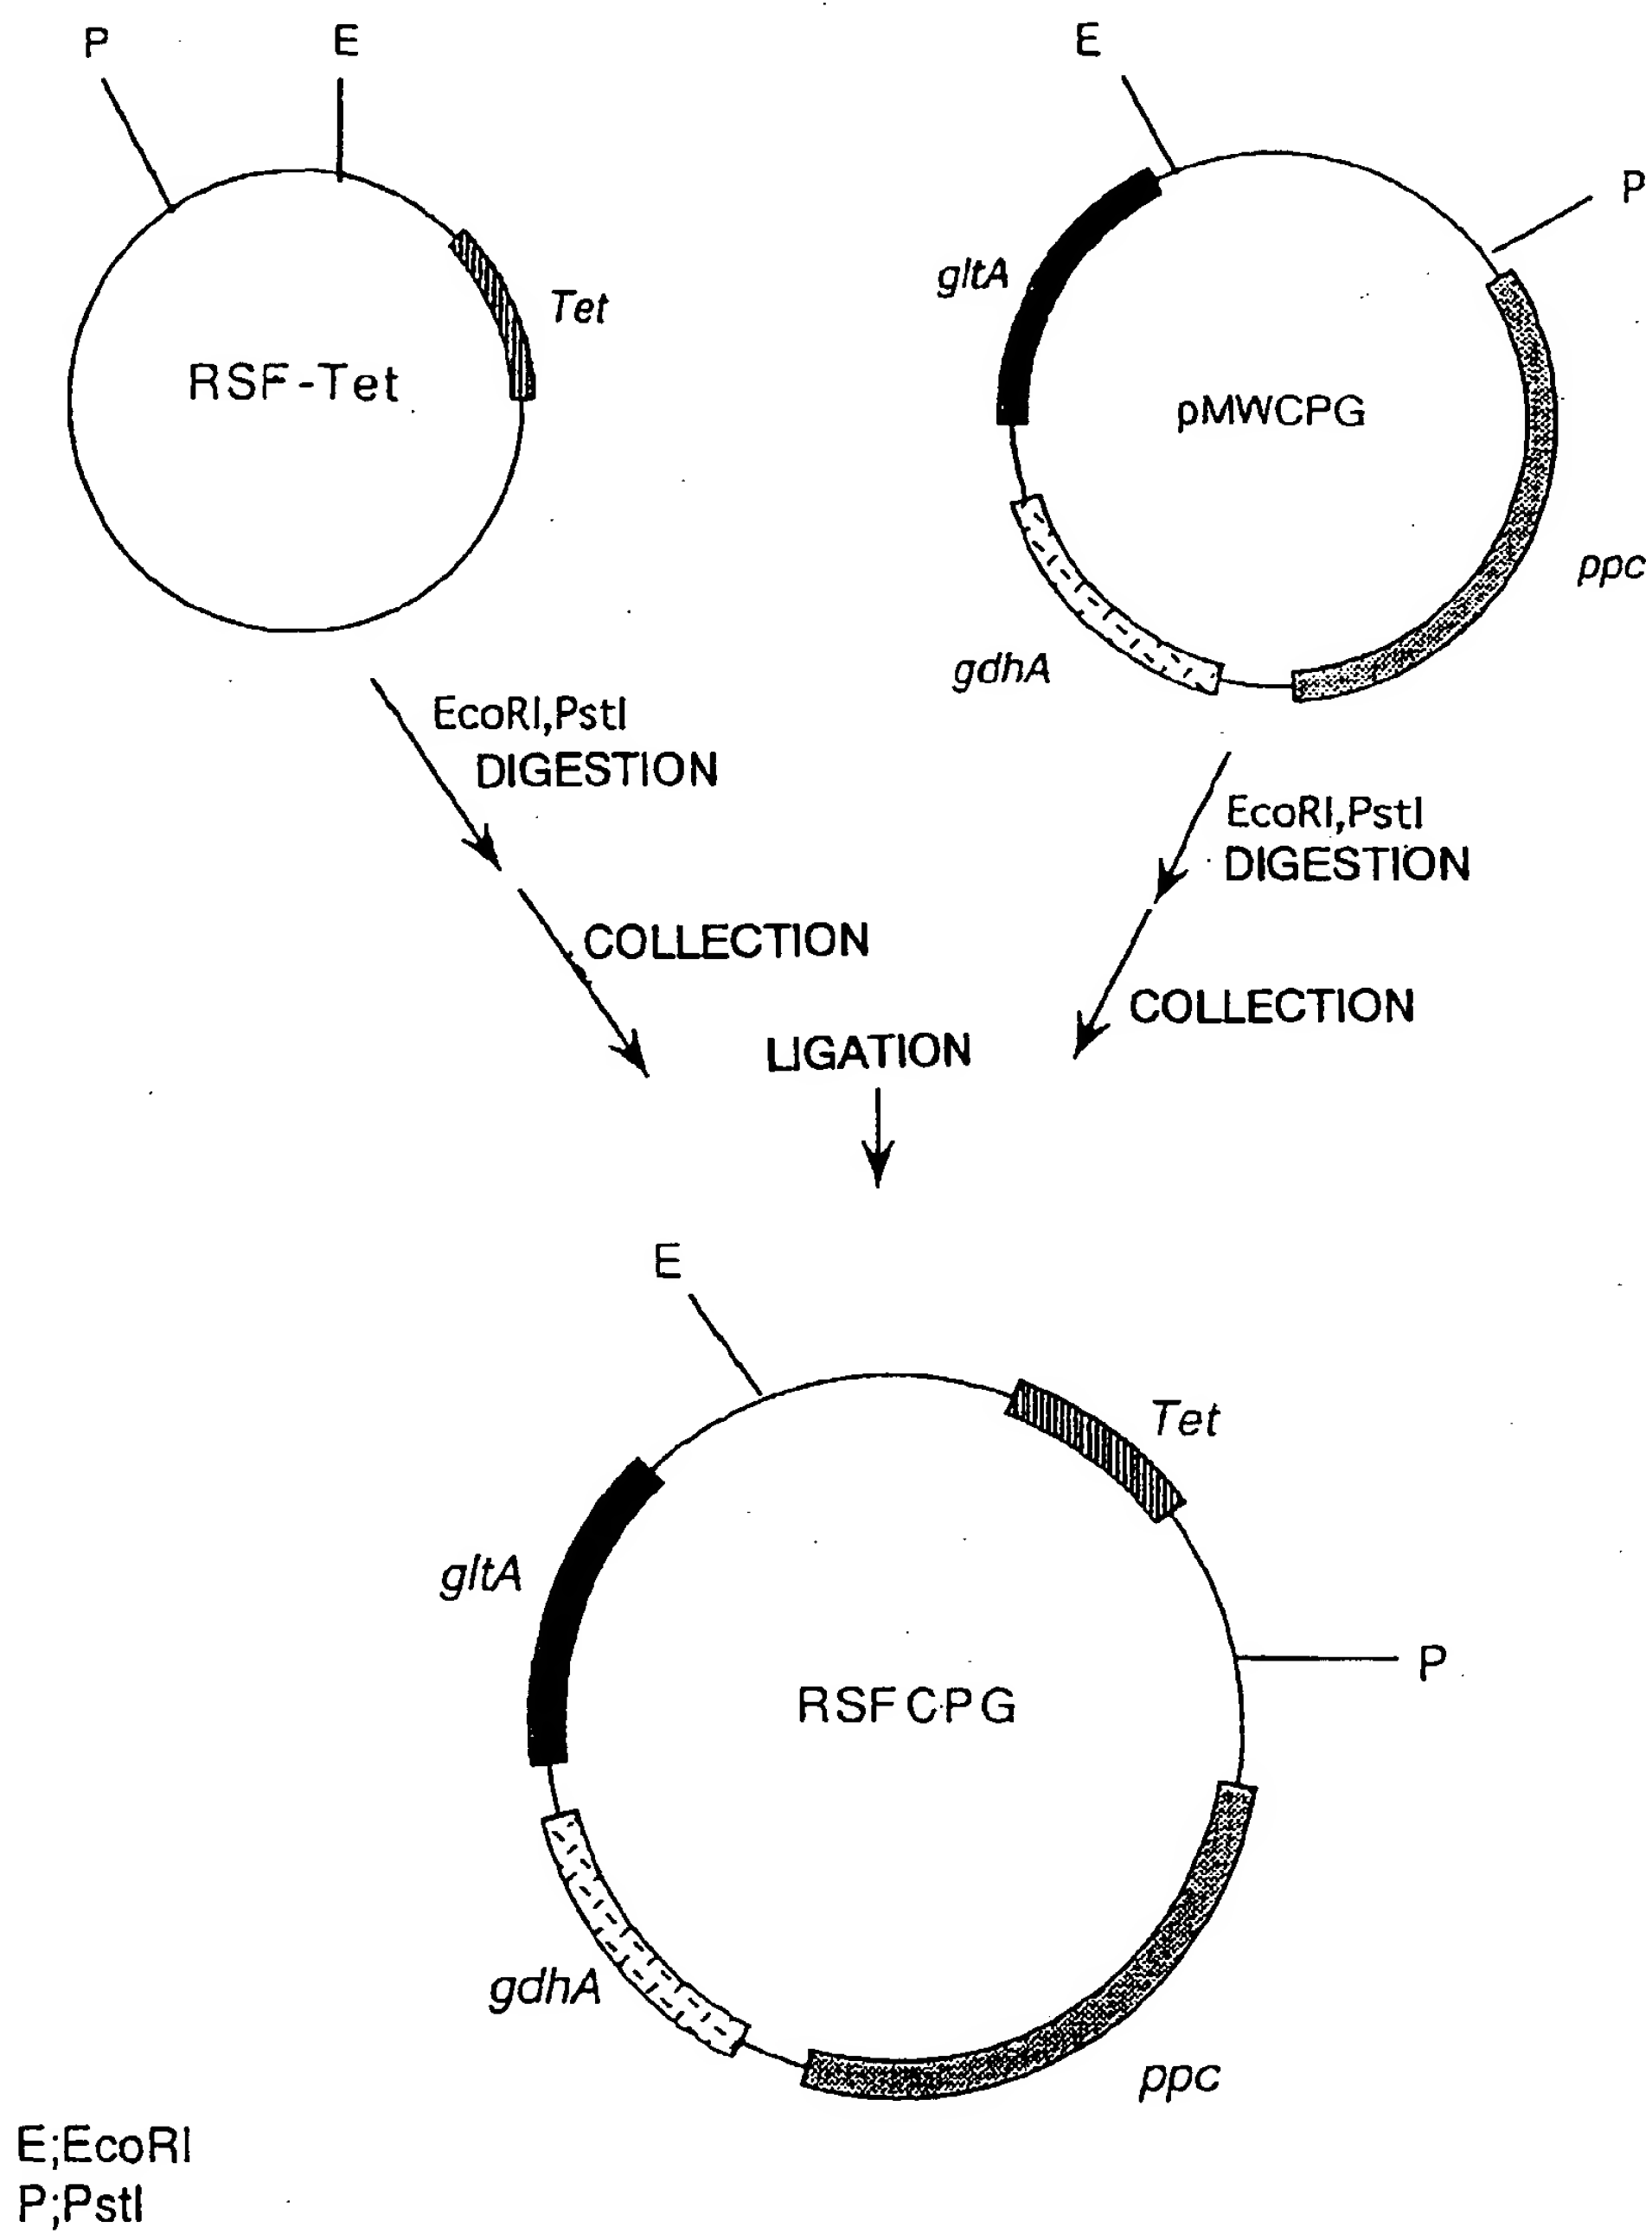 P
E
E
P
gltA
Tet
RSF-Tet
pMWCPG
ppc
gdhA
EcoRI,PstI
DIGESTION
EcoRI,PstI
DIGESTION
COLLECTION
COLLECTION
LIGATION
E
Tet
gltA
P
RSFCPG
gdhA
ppc
E;EcoRI
P;PstI